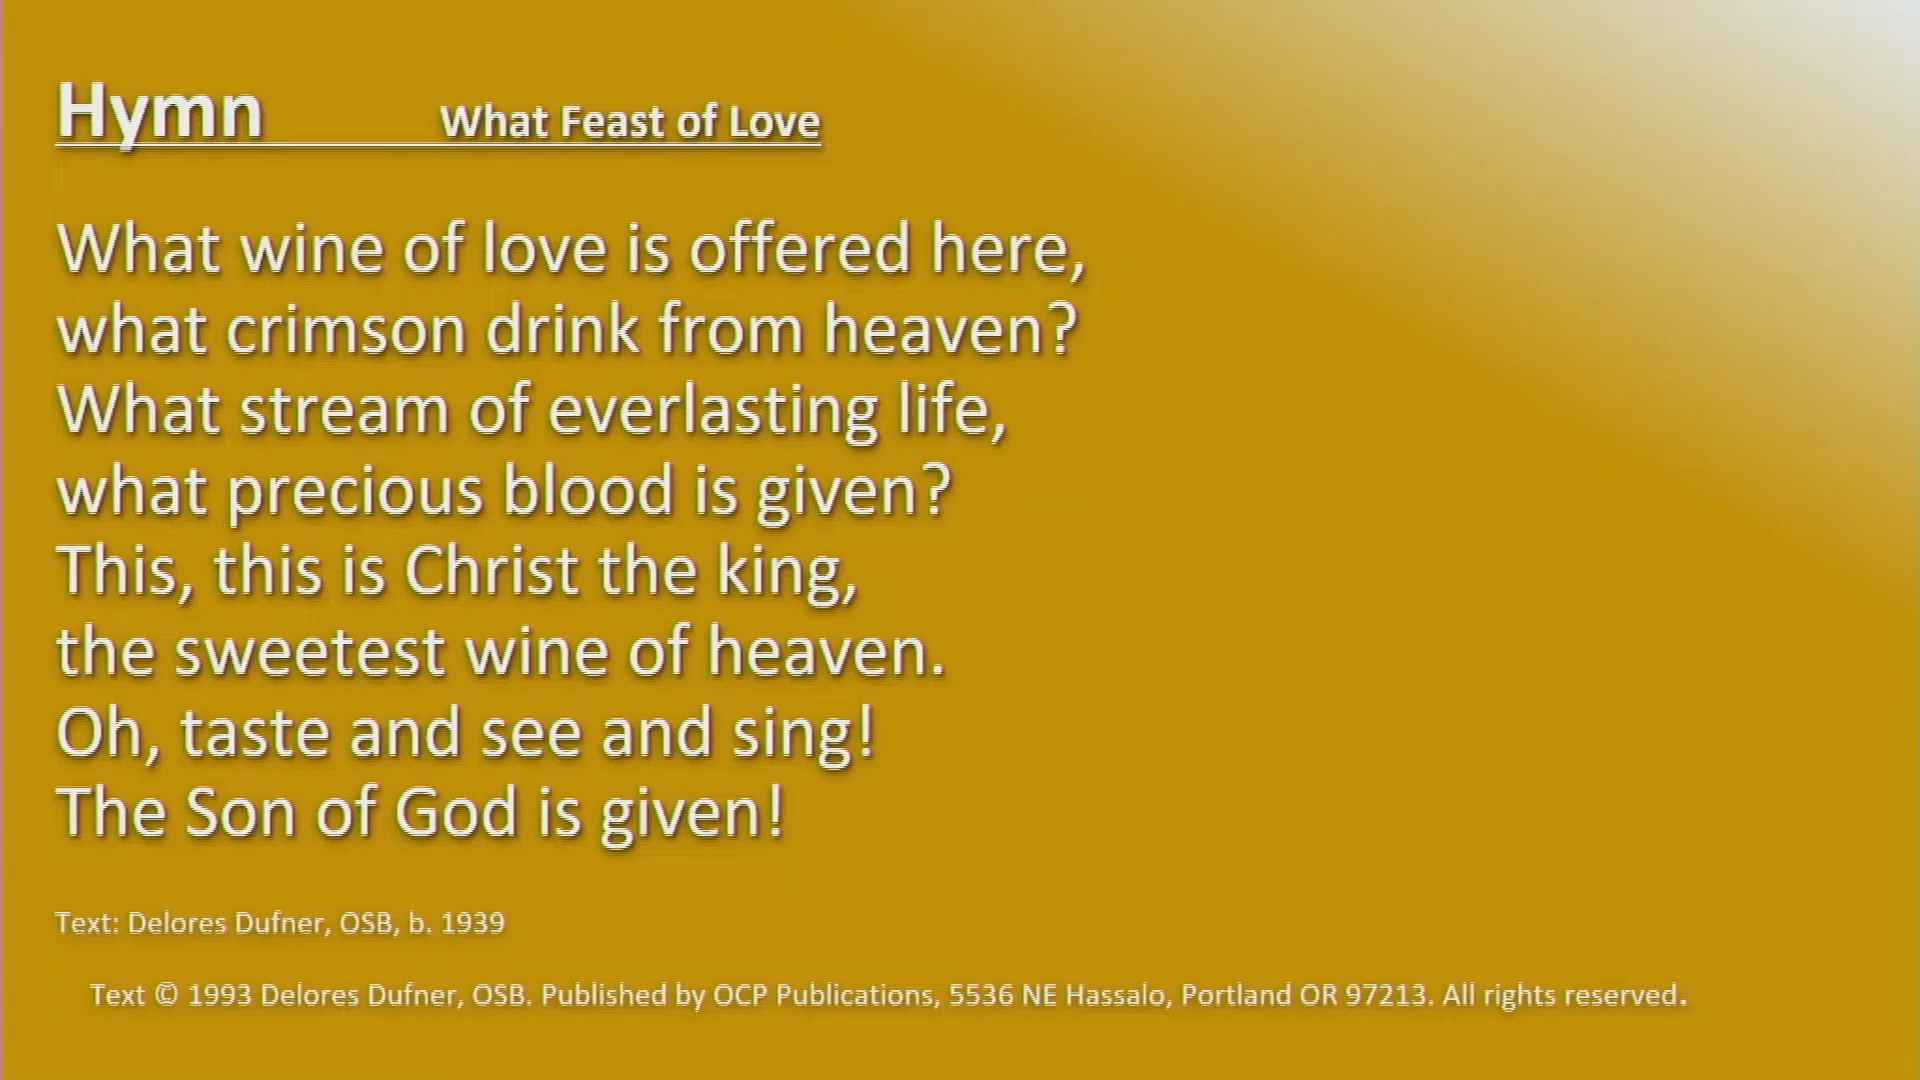 Hymn What Feast of Love
What wine of love is offered here,
what crimson drink from heaven?
What stream of everlasting life,
what precious blood is given?
This, this is Christ the king,
the sweetest wine of heaven.
Oh, taste and see and sing!
The Son of God is given!
Text: Delores Dufner, OSB, b. 1939
Text © 1993 Delores Dufner, OSB. Published by OCP Publications, 5536 NE Hassalo, Portland OR 97213. All rights reserved.